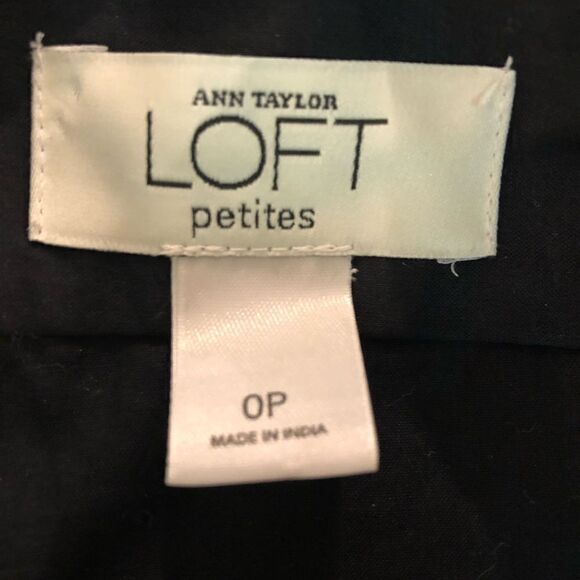 ANN TAYLOR
LOFT
petites
0P
MADE IN INDIA